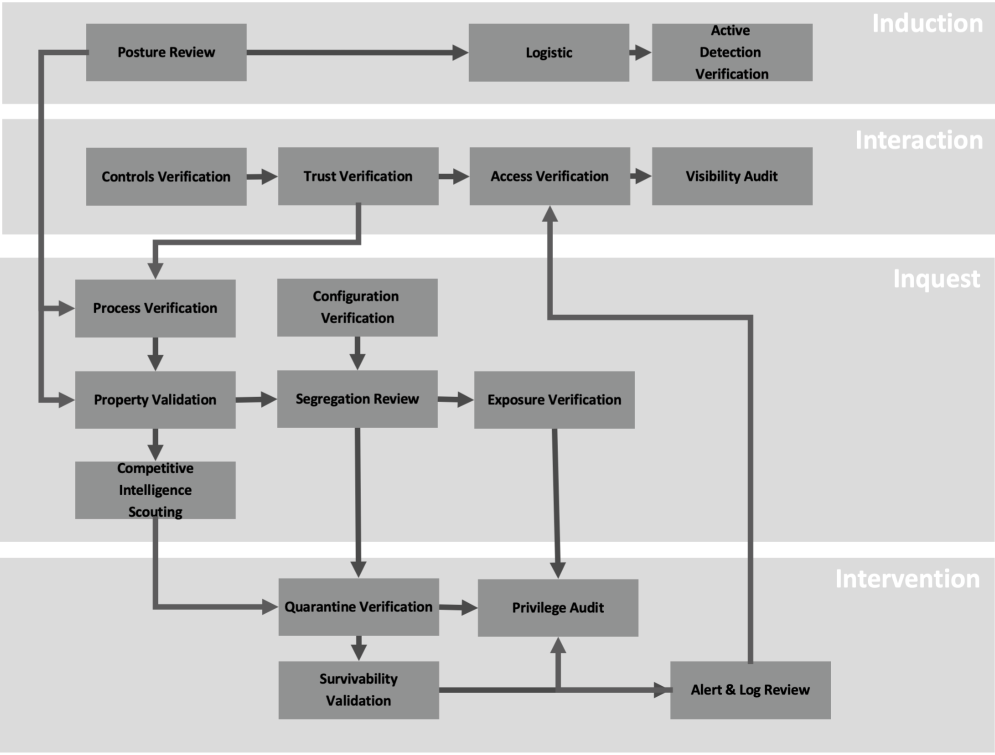 Induction
Posture Review
Logistic
Active
Detection
Verification
Interaction
Controls Verification
Trust Verification
Access Verification
Visibility Audit
Inquest
Process Verification
Configuration
Verification
Property Validation
Segregation Review
Exposure Verification
Competitive
Intelligence
Scouting
Intervention
Quarantine Verification
Privilege Audit
Survivability
Validation
Alert & Log Review